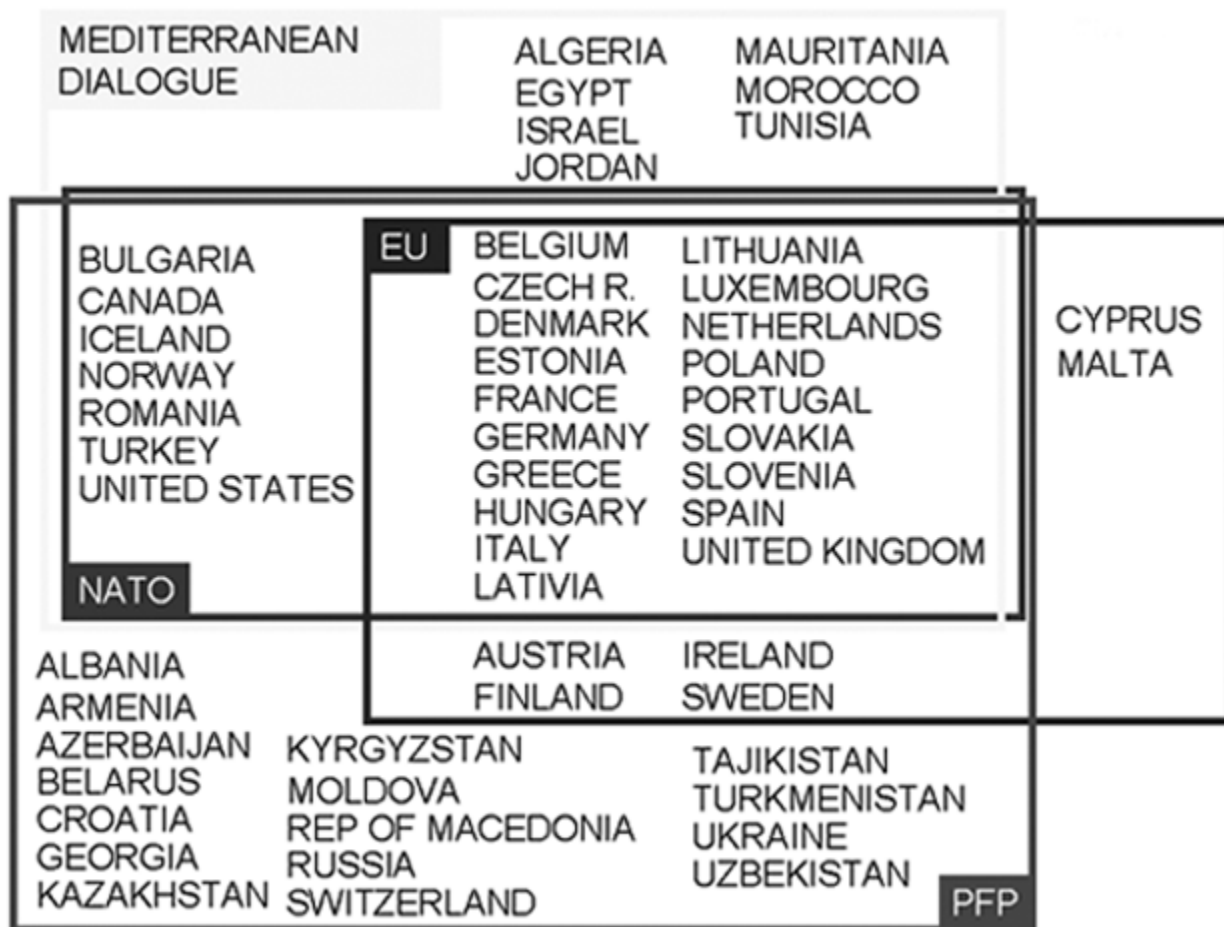 MEDITERRANEAN
DIALOGUE
ALGERIA
EGYPT
ISRAEL
JORDAN
MAURITANIA
MOROCCO
TUNISIA
BULGARIA
CANADA
ICELAND
NORWAY
ROMANIA
TURKEY
UNITED STATES
NATO
EU
BELGIUM
CZECH R.
DENMARK
ESTONIA
FRANCE
GERMANY
GREECE
HUNGARY
ITALY
LATIVIA
LITHUANIA
LUXEMBOURG
NETHERLANDS
POLAND
PORTUGAL
SLOVAKIA
SLOVENIA
SPAIN
UNITED KINGDOM
CYPRUS
MALTA
AUSTRIA
FINLAND
IRELAND
SWEDEN
ALBANIA
ARMENIA
AZERBAIJAN
BELARUS
CROATIA
GEORGIA
KAZAKHSTAN
KYRGYZSTAN
MOLDOVA
REP OF MACEDONIA
RUSSIA
SWITZERLAND
TAJIKISTAN
TURKMENISTAN
UKRAINE
UZBEKISTAN
PFP